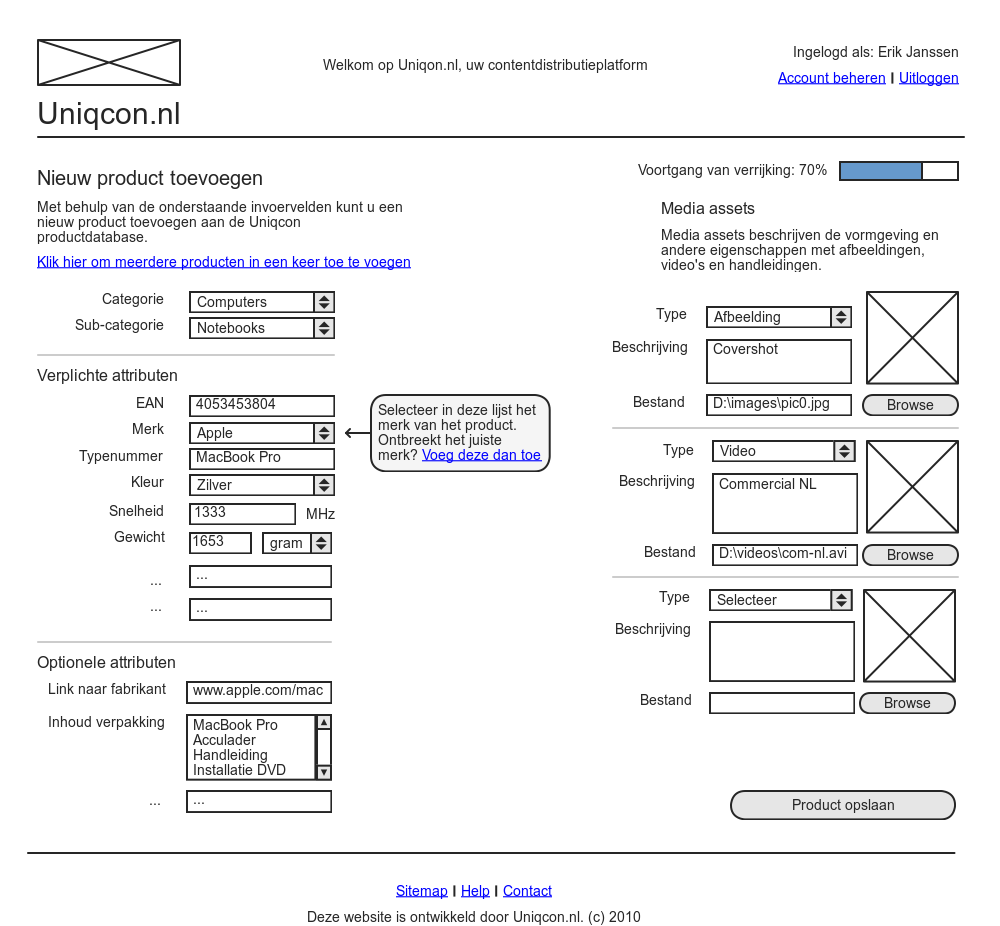 Welkom op Uniqon.nl, uw contentdistributieplatform
Ingelogd als: Erik Janssen
Account beheren | Uitloggen
Uniqcon.nl
Nieuw product toevoegen
Met behulp van de onderstaande invoervelden kunt u een
nieuw product toevoegen aan de Uniqcon
productdatabase.
Klik hier om meerdere producten in een keer toe te voegen
Categorie Computers
Sub-categorie Notebooks
Verplichte attributen
EAN 4053453804
Merk Apple
Typenummer MacBook Pro
Kleur Zilver
Snelheid 1333 MHz
Gewicht 1653 gram
... ...
... ...
Selecteer in deze lijst het
merk van het product.
Ontbreekt het juiste
merk? Voeg deze dan toe
Optionele attributen
Link naar fabrikant www.apple.com/mac
Inhoud verpakking MacBook Pro
Acculader
Handleiding
Installatie DVD
... ...
Voortgang van verrijking: 70%
Media assets
Media assets beschrijven de vormgeving en
andere eigenschappen met afbeeldingen,
video's en handleidingen.
Type Afbeelding
Beschrijving Covershot
Bestand D:\images\pic0.jpg Browse
Type Video
Beschrijving Commercial NL
Bestand D:\videos\com-nl.avi Browse
Type Selecteer
Beschrijving
Bestand Browse
Product opslaan
Sitemap | Help | Contact
Deze website is ontwikkeld door Uniqcon.nl. (c) 2010